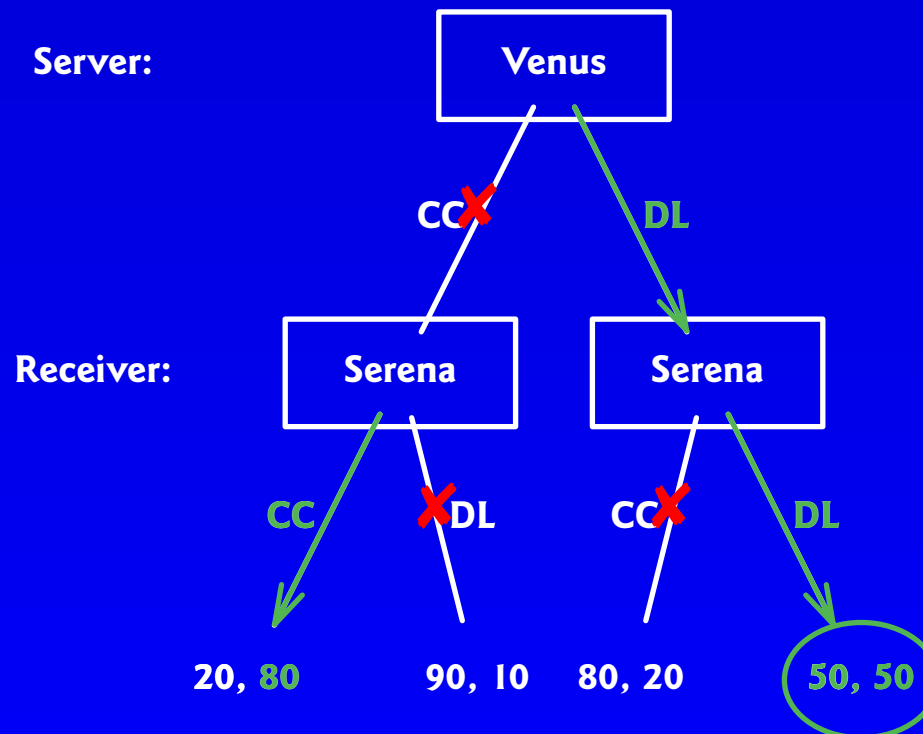 Server:
Venus
CC
DL
Receiver:
Serena
Serena
CC
DL
CC
DL
20, 80
90, 10
80, 20
50, 50